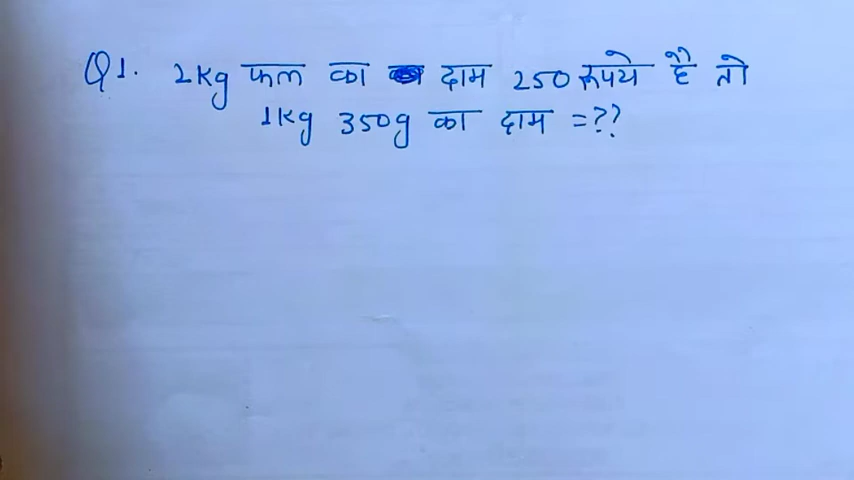 Q1. 2Kg फल का दाम 250 रूपये है तो
1Kg 350g का दाम =??